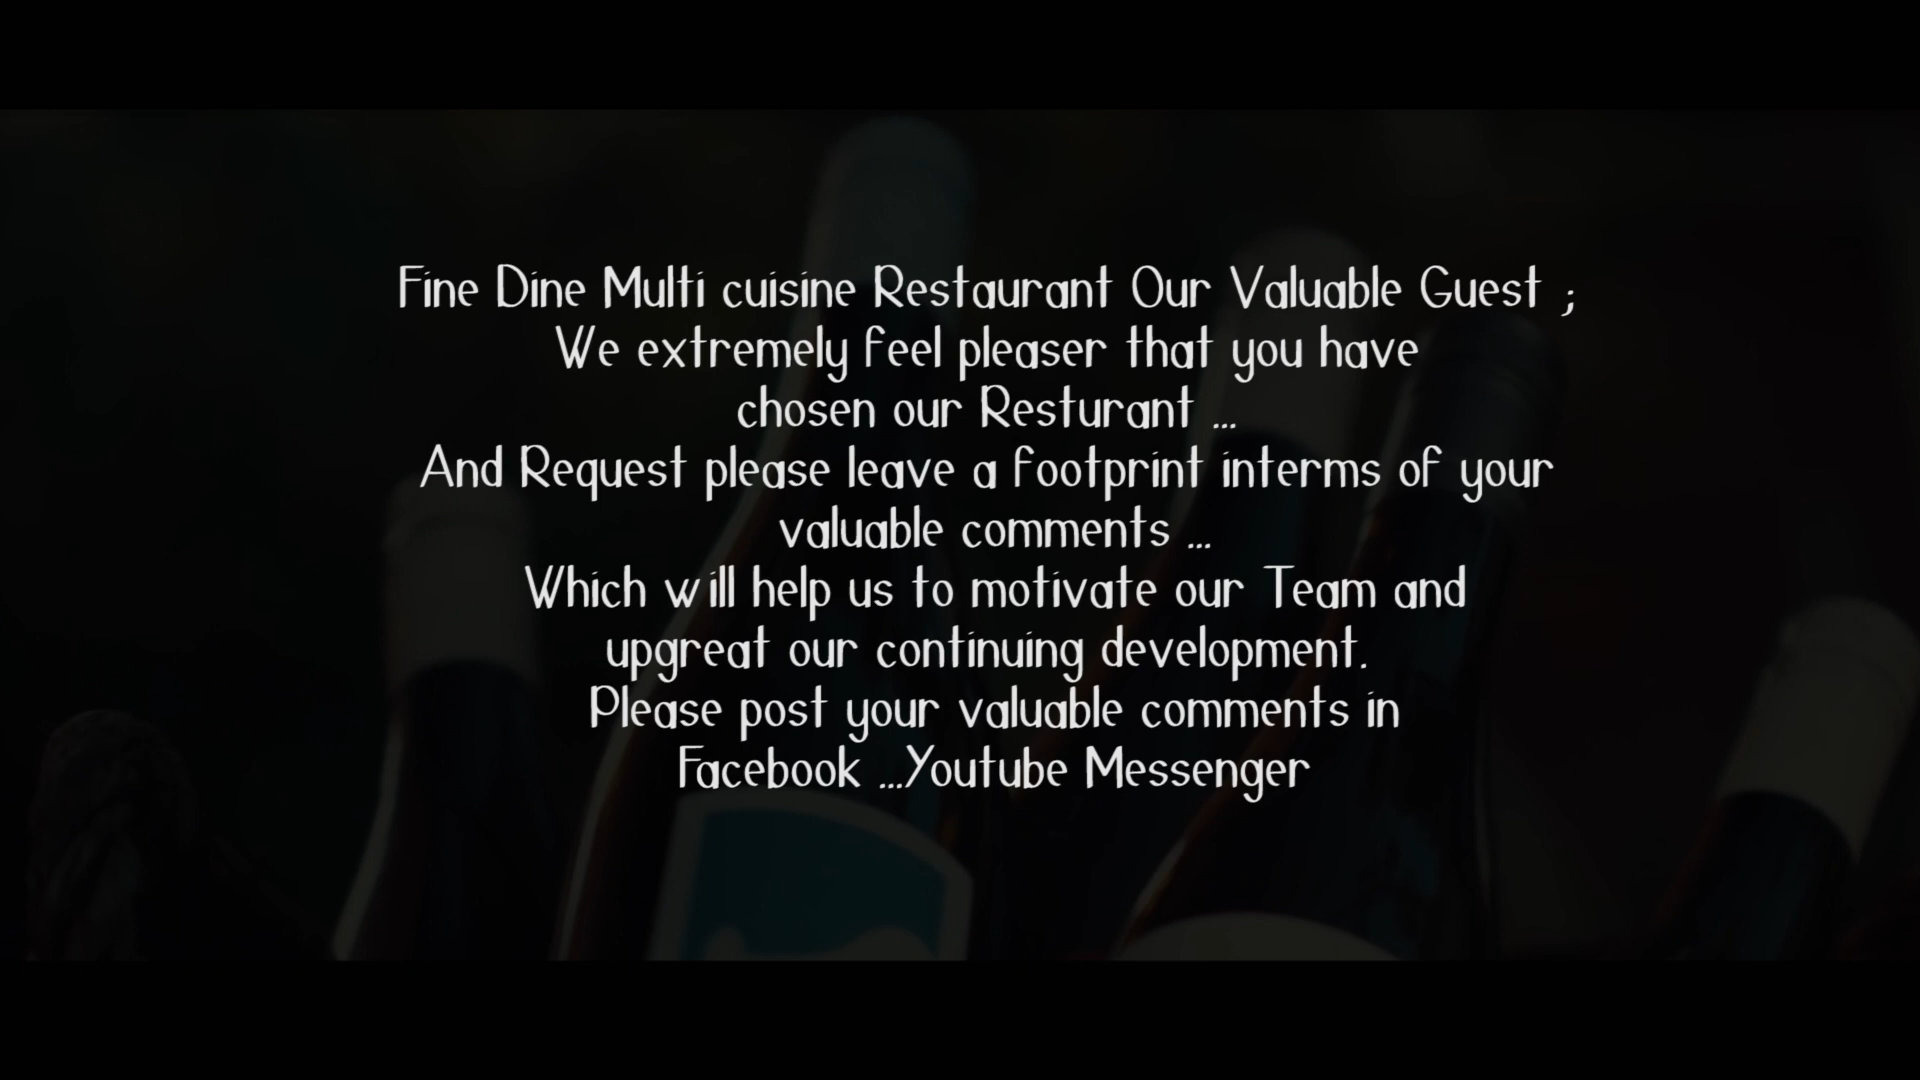 Fine Dine Multi cuisine Restaurant Our Valuable Guest ;
We extremely feel pleaser that you have
chosen our Resturant ...
And Request please leave a footprint interms of your
valuable comments ...
Which will help us to motivate our Team and
upgreat our continuing development.
Please post your valuable comments in
Facebook ...Youtube Messenger